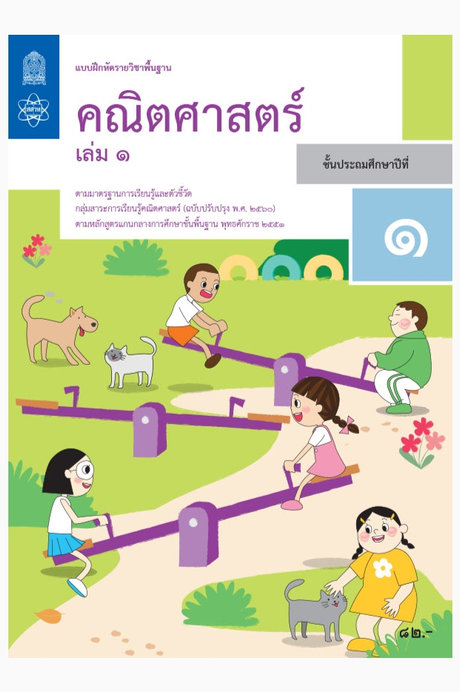 แบบฝึกหัดรายวิชาพื้นฐาน
คณิตศาสตร์
เล่ม ๑
ชั้นประถมศึกษาปีที่
๑
ตามมาตรฐานการเรียนรู้และตัวชี้วัด
กลุ่มสาระการเรียนรู้คณิตศาสตร์ (ฉบับปรับปรุง พ.ศ. ๒๕๖๐)
ตามหลักสูตรแกนกลางการศึกษาขั้นพื้นฐาน พุทธศักราช ๒๕๕๑
สสวท
๘๒.-